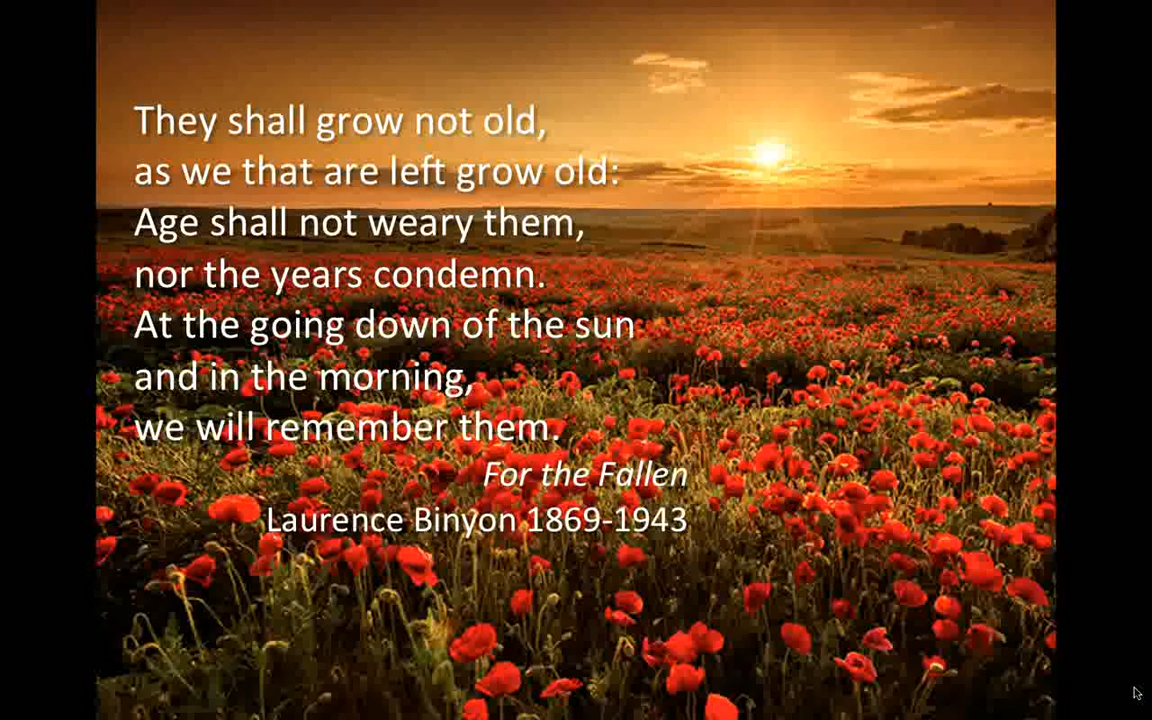 They shall grow not old,
as we that are left grow old:
Age shall not weary them,
nor the years condemn.
At the going down of the sun
and in the morning,
we will remember them.
For the Fallen
Laurence Binyon 1869-1943